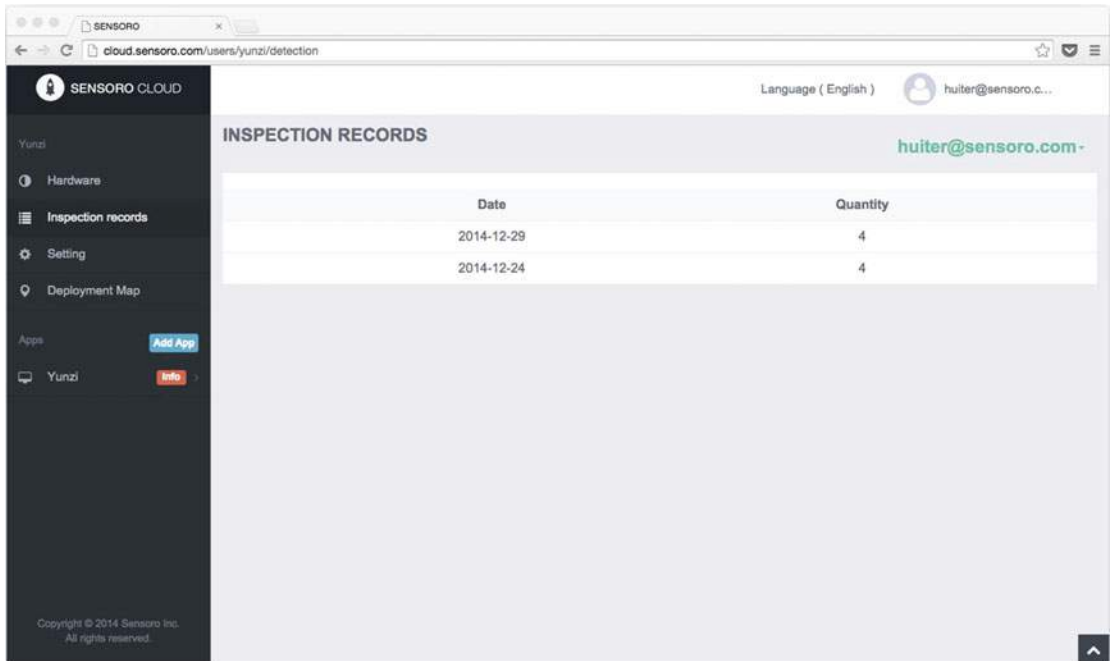 SENSORO
cloud.sensoro.com/users/yunzi/detection
SENSORO CLOUD
Language ( English )
huiter@sensoro.c...
Yunzi
Hardware
Inspection records
Setting
Deployment Map
Apps
Add App
Yunzi
Info
Copyright © 2014 Sensoro Inc.
All rights reserved.
INSPECTION RECORDS
huiter@sensoro.com
Date Quantity
2014-12-29 4
2014-12-24 4